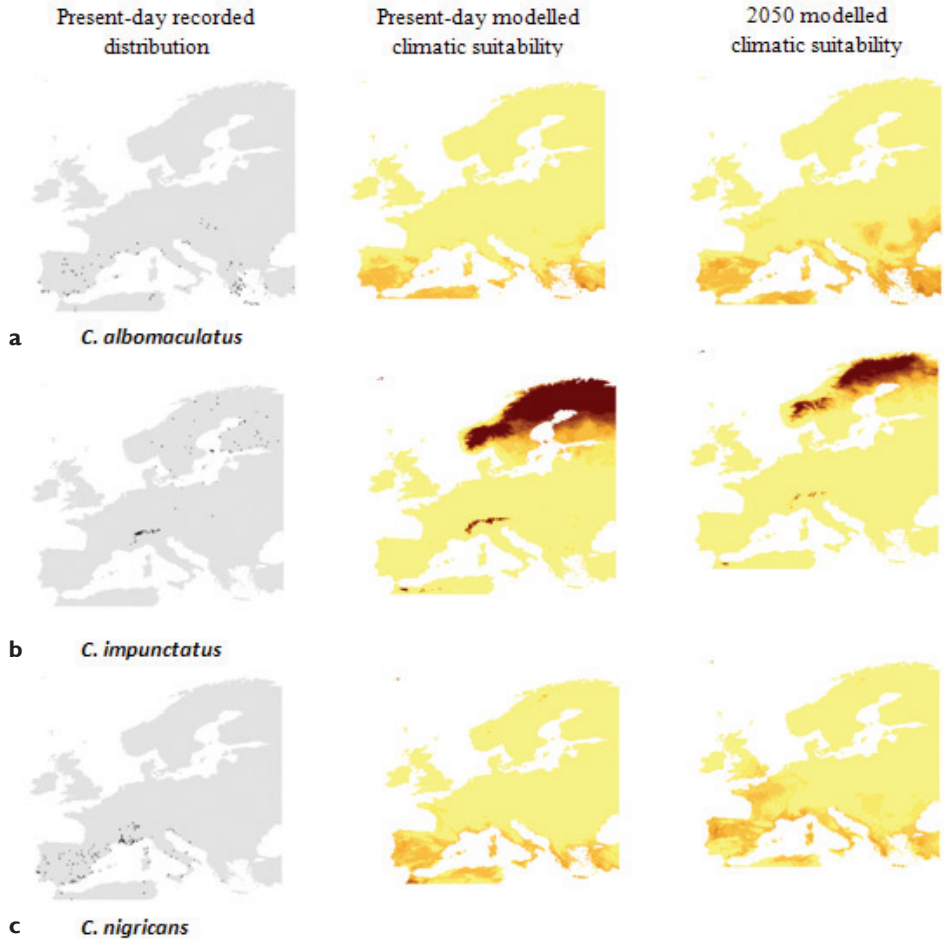 Present-day recorded
distribution
Present-day modelled
climatic suitability
2050 modelled
climatic suitability
a C. albomaculatus
b C. impunctatus
c C. nigricans